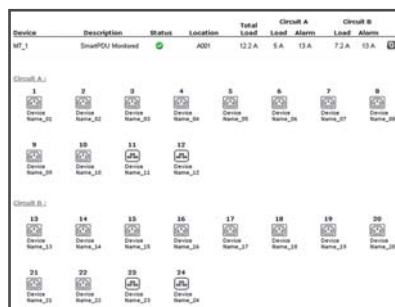 Total Circuit A Circuit B
Device Description Status Location Load Load Alarm Load Alarm
MT_1 SmartPDU Monitored A001 12.2 A 5 A 13 A 7.2 A 13 A
Circuit A :
1 2 3 4 5 6 7 8
Device Device Device Device Device Device Device Device
Name_01 Name_02 Name_03 Name_04 Name_05 Name_06 Name_07 Name_08
9 10 11 12
Device Device Device Device
Name_09 Name_10 Name_11 Name_12
Circuit B :
13 14 15 16 17 18 19 20
Device Device Device Device Device Device Device Device
Name_13 Name_14 Name_15 Name_16 Name_17 Name_18 Name_19 Name_20
21 22 23 24
Device Device Device Device
Name_21 Name_22 Name_23 Name_24